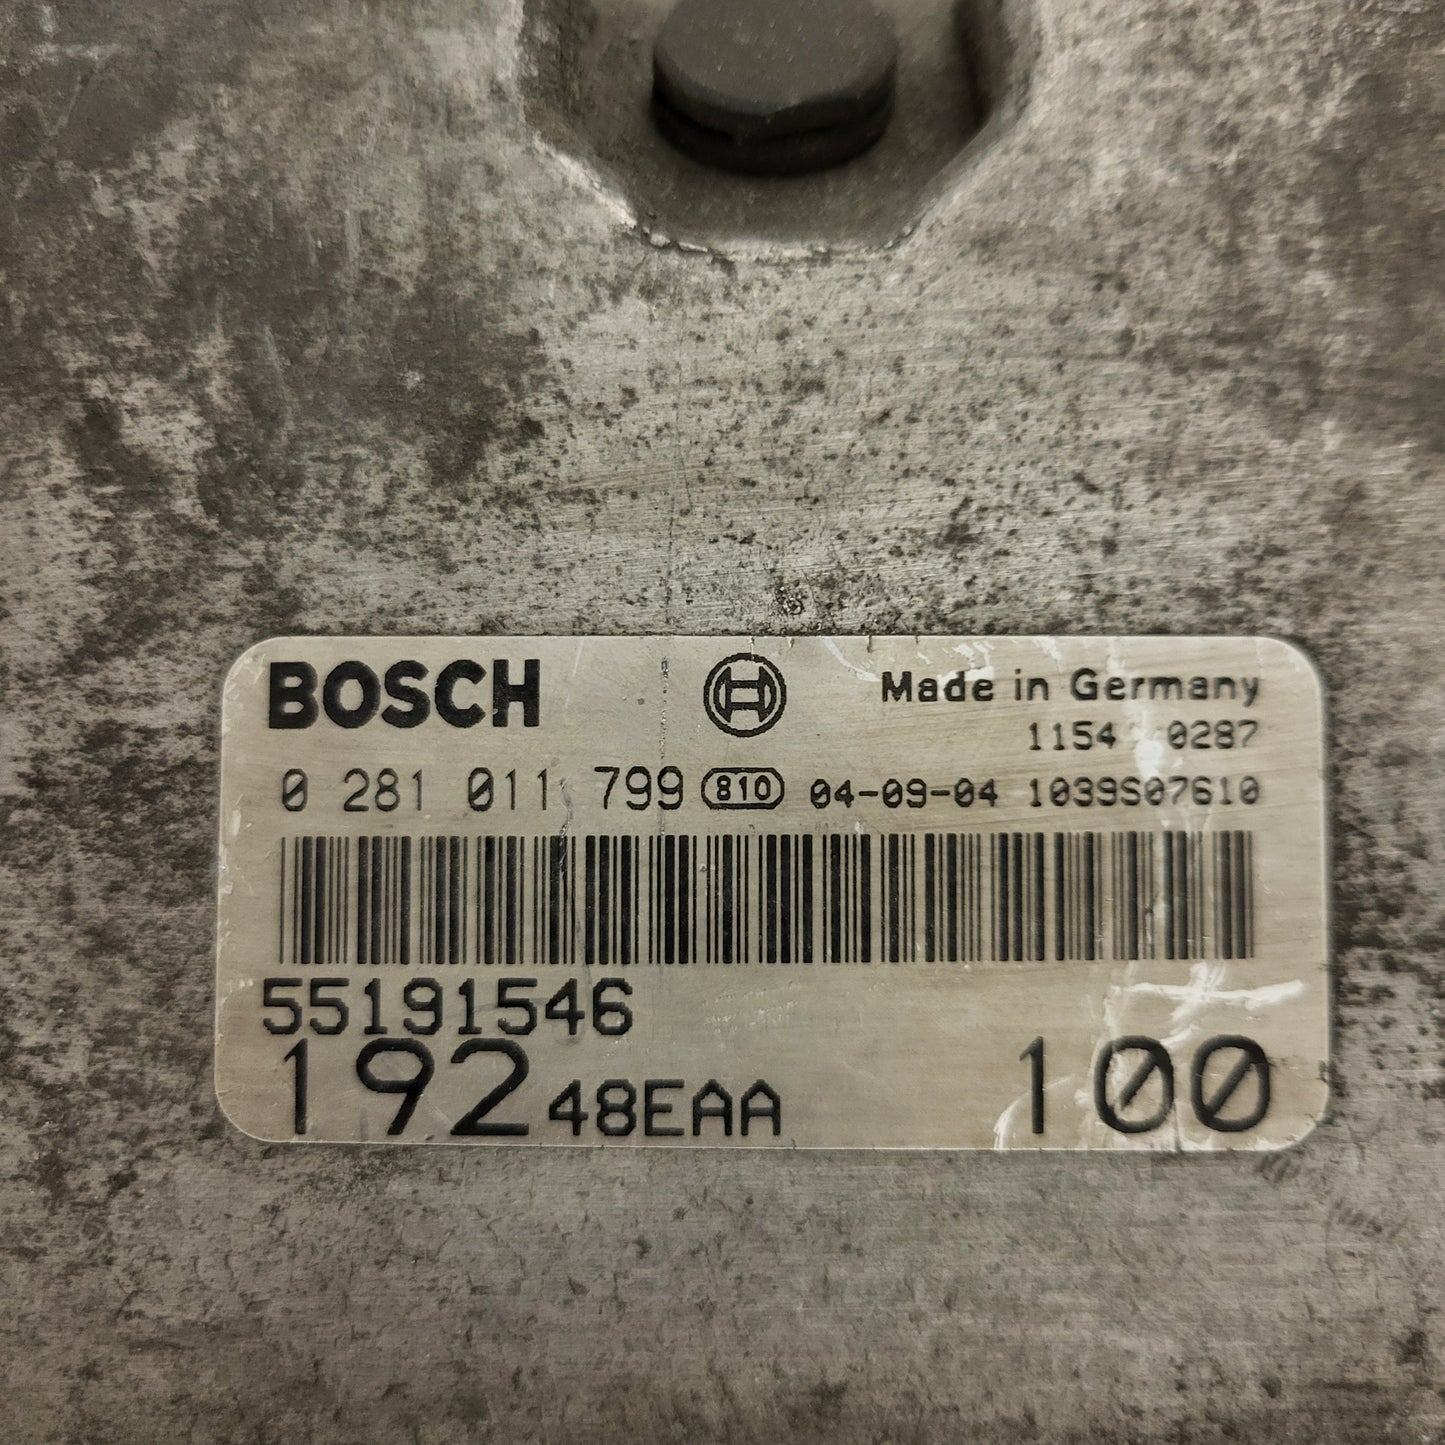 BOSCH Made in Germany
1154 0287
0 281 011 799 810 04-09-04 1039S07610
55191546
192 48EAA 100